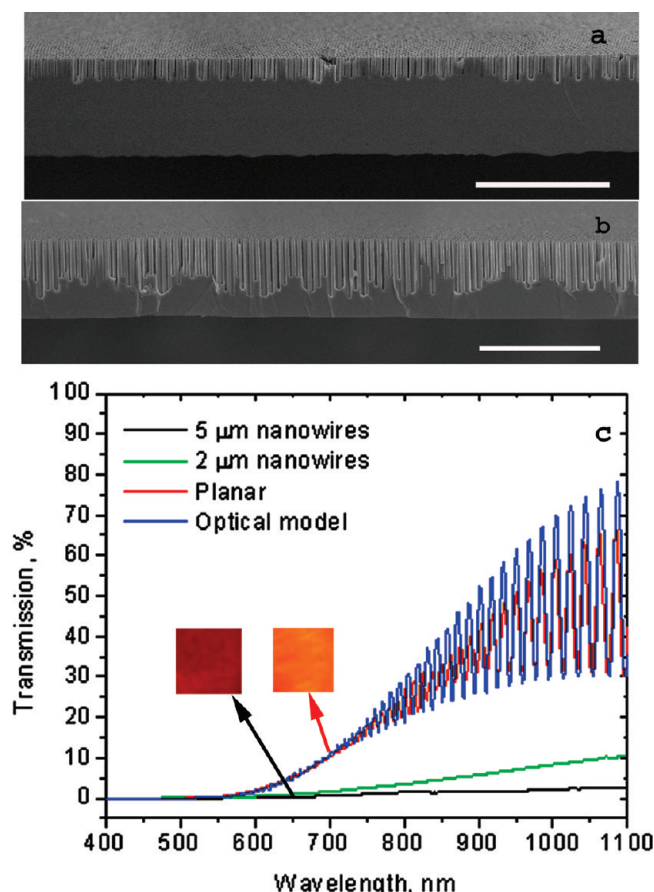 a
b
c
100
90
80
70
60
50
40
30
20
10
0
Transmission, %
5 µm nanowires
2 µm nanowires
Planar
Optical model
400 500 600 700 800 900 1000 1100
Wavelength, nm